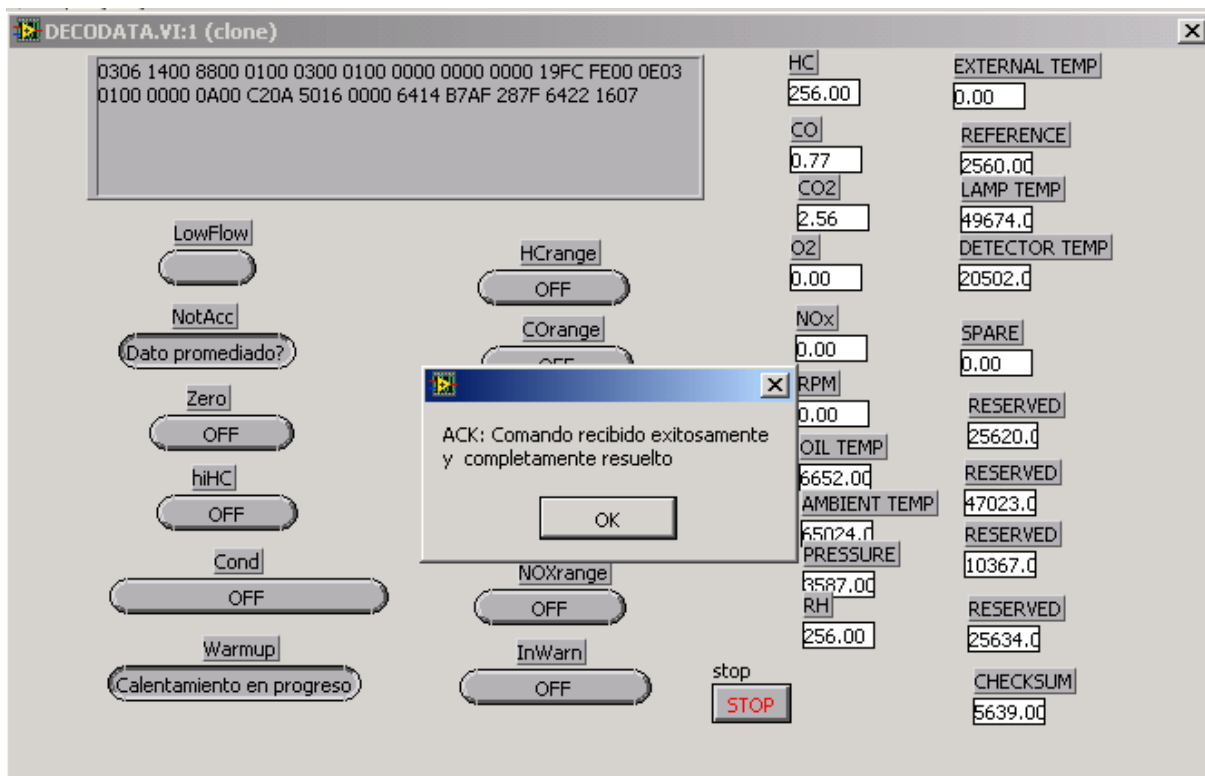 DECODATA.VI:1 (clone)
0306 1400 8800 0100 0300 0100 0000 0000 0000 19FC FE00 0E03
0100 0000 0A00 C20A 5016 0000 6414 B7AF 287F 6422 1607
LowFlow
NotAcc
Dato promediado?
Zero
OFF
hiHC
OFF
Cond
OFF
Warmup
Calentamiento en progreso
HCrange
OFF
COrange
ACK: Comando recibido exitosamente
y completamente resuelto
OK
NOXrange
OFF
InWarn
OFF
stop
STOP
HC
256.00
CO
0.77
CO2
2.56
O2
0.00
NOx
0.00
RPM
0.00
OIL TEMP
6652.00
AMBIENT TEMP
65024.0
PRESSURE
3587.00
RH
256.00
EXTERNAL TEMP
0.00
REFERENCE
2560.00
LAMP TEMP
49674.0
DETECTOR TEMP
20502.0
SPARE
0.00
RESERVED
25620.0
RESERVED
47023.0
RESERVED
10367.0
RESERVED
25634.0
CHECKSUM
5639.00